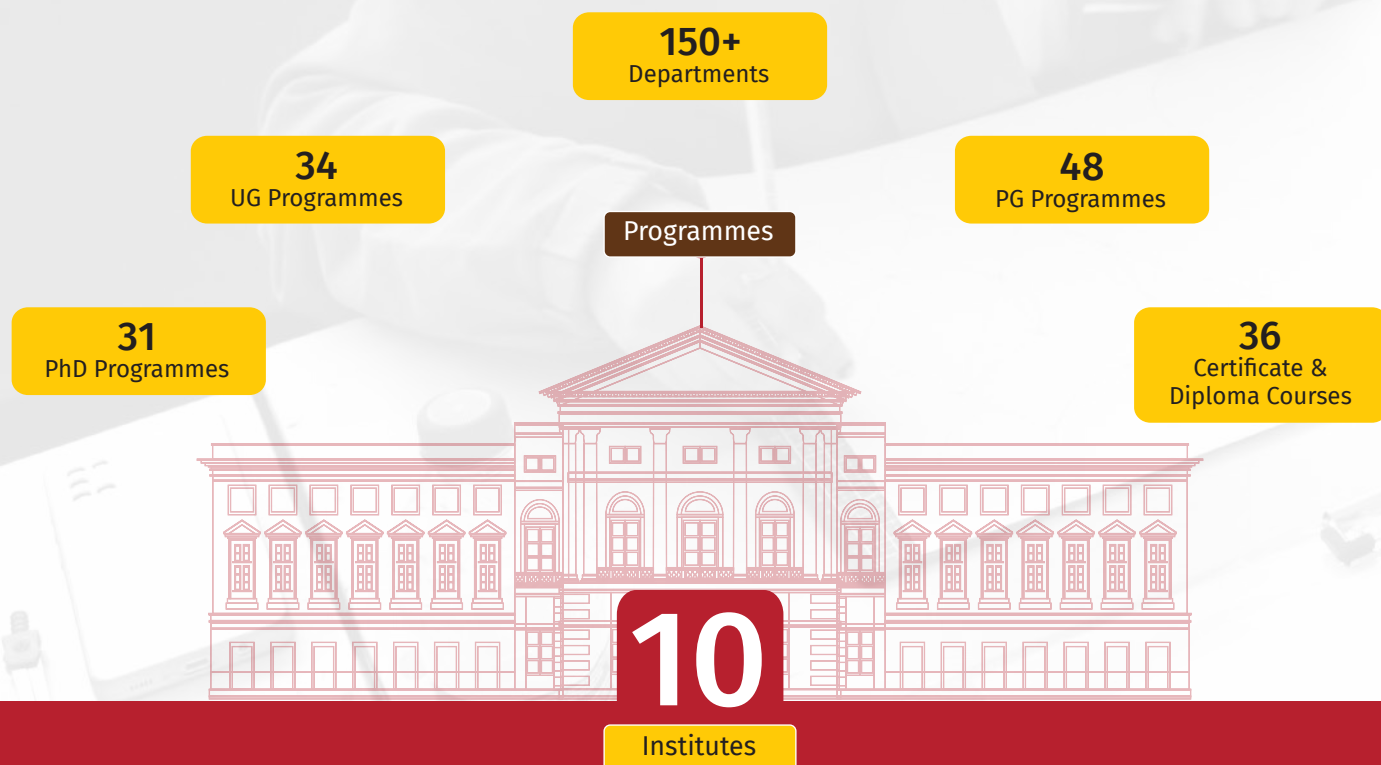 150+
Departments
34
UG Programmes
48
PG Programmes
Programmes
31
PhD Programmes
36
Certificate &
Diploma Courses
10
Institutes